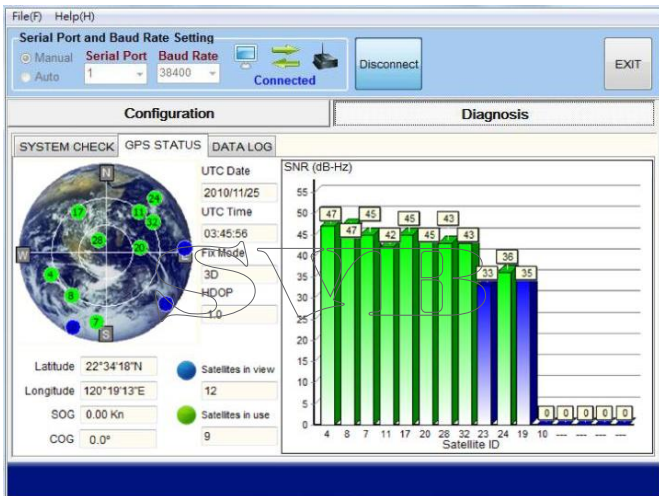 File(F) Help(H)
Serial Port and Baud Rate Setting
Manual
Auto
Serial Port
1
Baud Rate
38400
Connected
Disconnect
EXIT
Configuration
Diagnosis
SYSTEM CHECK
GPS STATUS
DATA LOG
N
W
S
24
17
11
32
28
20
4
8
7
UTC Date
2010/11/25
UTC Time
03:45:56
Fix Mode
3D
HDOP
1.0
Latitude 22°34'18"N
Longitude 120°19'13"E
SOG 0.00 Kn
COG 0.0°
Satellites in view
12
Satellites in use
9
SNR (dB-Hz)
55
50
45
40
35
30
25
20
15
10
5
0
47 47 45 42 45 45 43 43 33 36 35 0 0 0 0 0
4 8 7 11 17 20 28 32 23 24 19 10 --- --- --- ---
Satellite ID
SVB